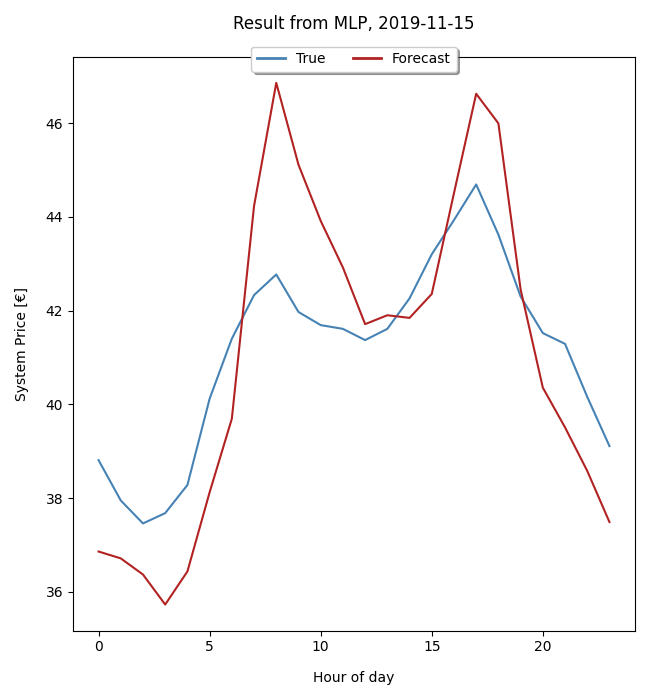 Result from MLP, 2019-11-15
True Forecast
46
44
42
40
38
36
System Price [€]
0 5 10 15 20
Hour of day